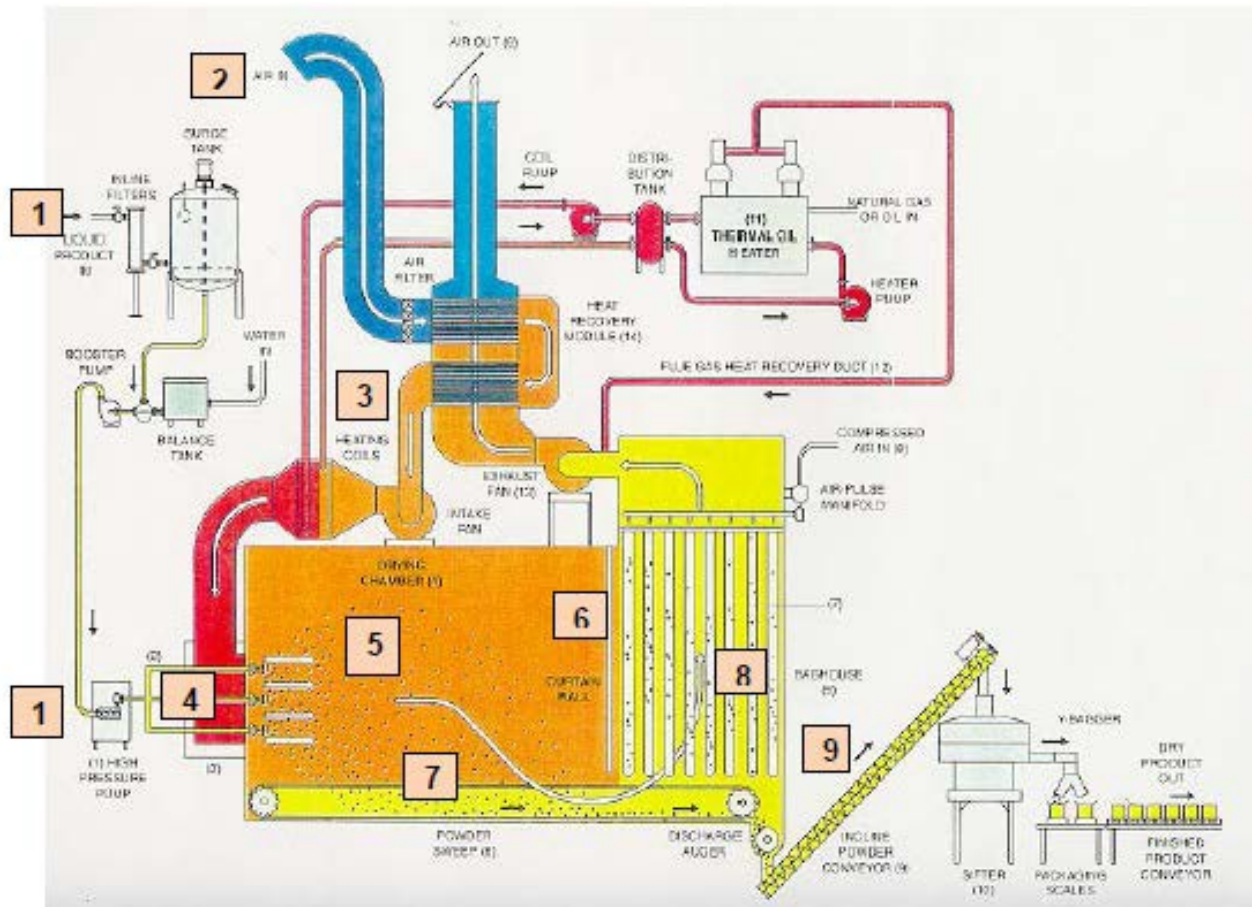 2
AIR IN
AIR OUT (6)
SURGE
TANK
INLINE
FILTERS
1
LIQUID
PRODUCT
COIL
PUMP
DISTRI-
BUTION
TANK
(11)
THERMAL OIL
HEATER
NATURAL GAS
OR OIL IN
HEATER
PUMP
AIR
FILTER
HEAT
RECOVERY
MODULE (14)
WATER
IN
BOOSTER
PUMP
BALANCE
TANK
3
HEATING
COILS
FLUE GAS HEAT RECOVERY DUCT (12)
COMPRESSED
AIR IN
AIR-PULSE
MANIFOLD
EXHAUST
FAN (13)
INTAKE
FAN
DRYING
CHAMBER
5
6
CURTAIN
WALL
8
BAGHOUSE
(2)
4
1
(1) HIGH
PRESSURE
PUMP
7
POWDER
SWEEP
DISCHARGE
AUGER
9
INCLINE
POWDER
CONVEYOR (9)
SIFTER
(10)
Y-BAGGER
DRY
PRODUCT
OUT
PACKAGING
SCALES
FINISHED
PRODUCT
CONVEYOR